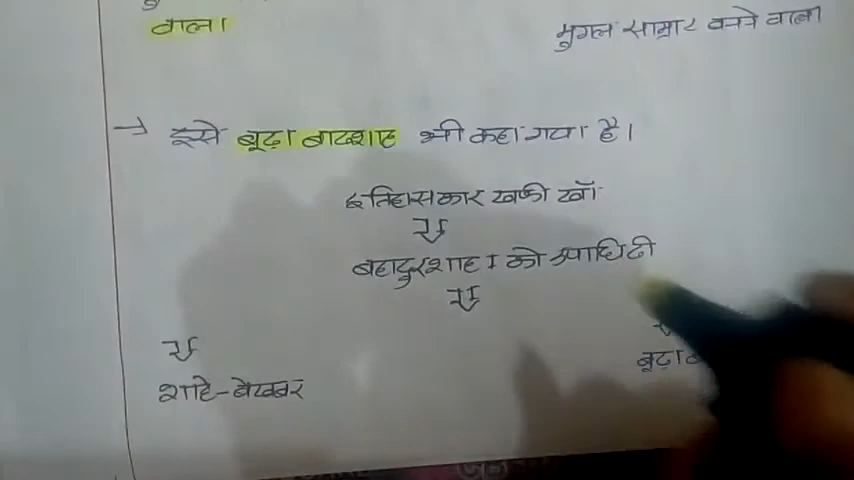 वाला
मुगल साम्राट बनने वाला
→ इसे बूढ़ा बादशाह भी कहा गया है।
इतिहासकार खफी खाँ
बहादुरशाह I को उपाधि दी
शाहे-बेखबर
बूढ़ा